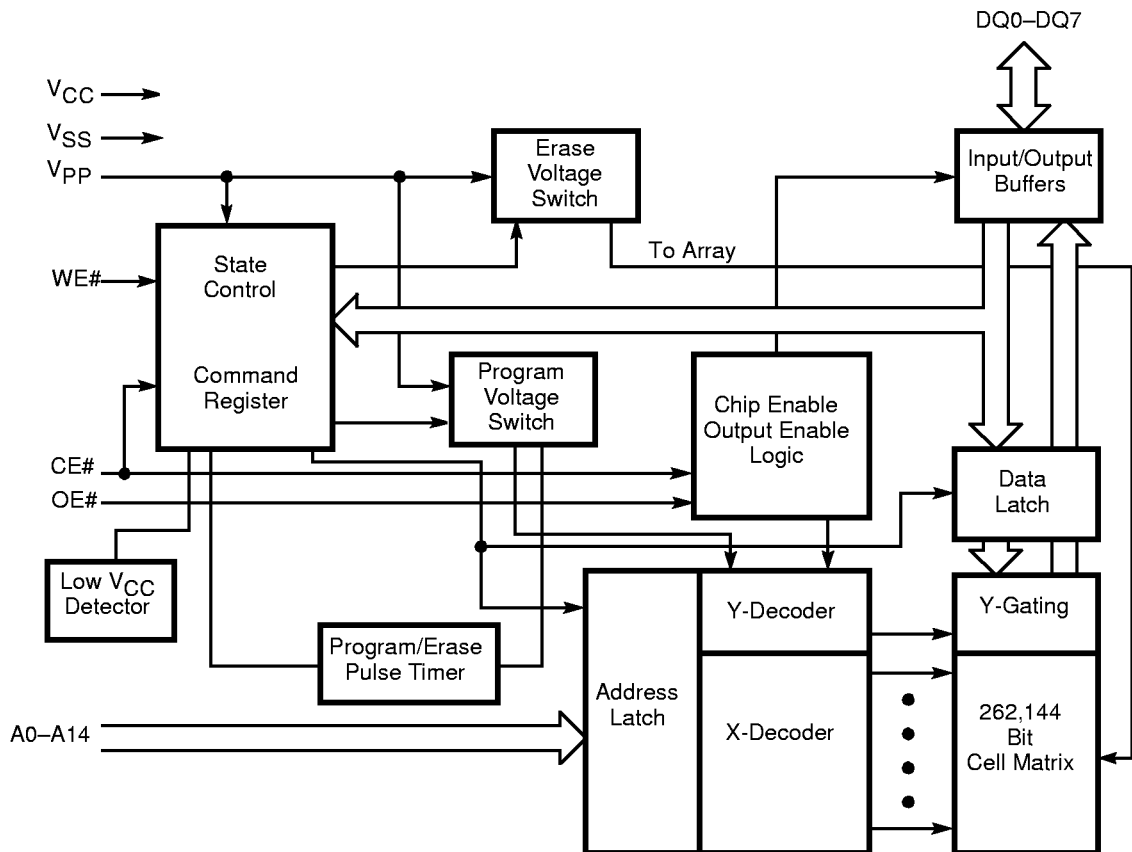 DQ0–DQ7
VCC
VSS
VPP
Erase
Voltage
Switch
Input/Output
Buffers
To Array
WE#
State
Control
Command
Register
Program
Voltage
Switch
Chip Enable
Output Enable
Logic
CE#
OE#
Data
Latch
Low VCC
Detector
Y-Decoder
Y-Gating
Program/Erase
Pulse Timer
Address
Latch
X-Decoder
262,144
Bit
Cell Matrix
A0–A14